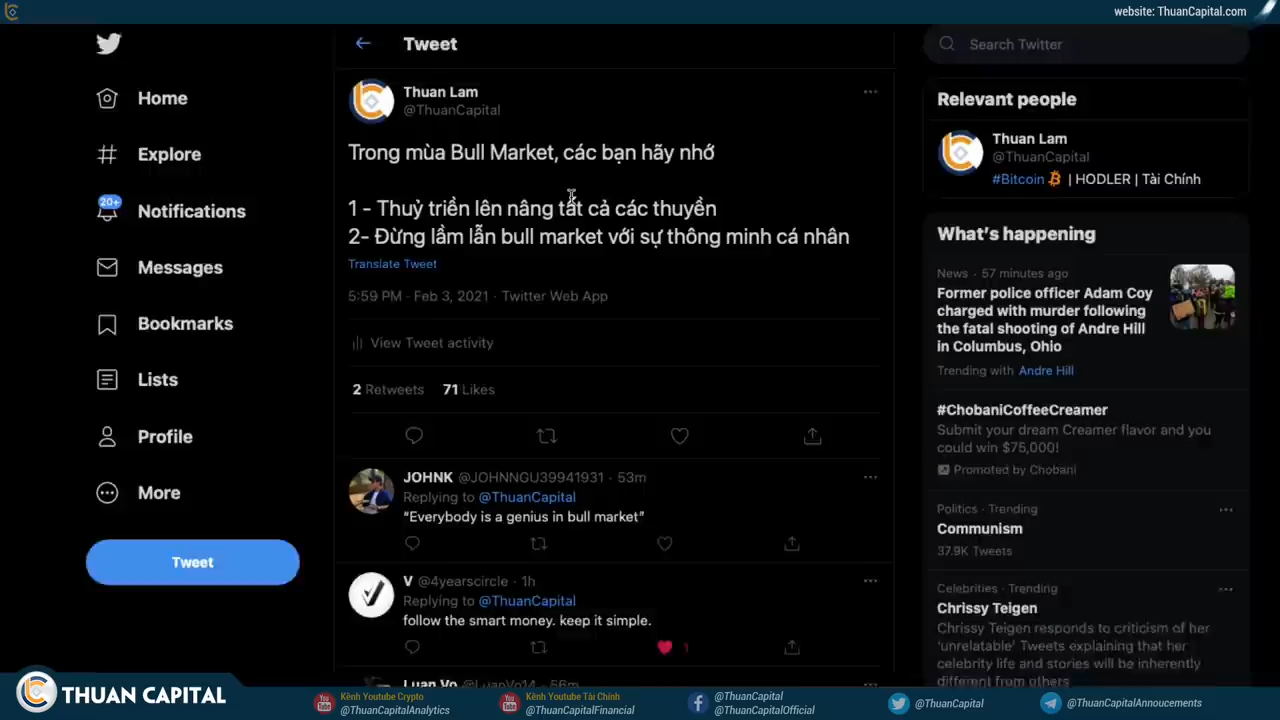 website: ThuanCapital.com
Home
Explore
20+
Notifications
Messages
Bookmarks
Lists
Profile
More
Tweet
Tweet
Thuan Lam
@ThuanCapital
Trong mùa Bull Market, các bạn hãy nhớ
1 - Thuỷ triền lên nâng tất cả các thuyền
2- Đừng lầm lẫn bull market với sự thông minh cá nhân
Translate Tweet
5:59 PM · Feb 3, 2021 · Twitter Web App
View Tweet activity
2 Retweets 71 Likes
JOHNK @JOHNNGU39941931 · 53m
Replying to @ThuanCapital
“Everybody is a genius in bull market”
V @4yearscircle · 1h
Replying to @ThuanCapital
follow the smart money. keep it simple.
1
Luan Vo @LuanVo14 · 56m
Search Twitter
Relevant people
Thuan Lam
@ThuanCapital
#Bitcoin | HODLER | Tài Chính
What's happening
News · 57 minutes ago
Former police officer Adam Coy
charged with murder following
the fatal shooting of Andre Hill
in Columbus, Ohio
Trending with Andre Hill
#ChobaniCoffeeCreamer
Submit your dream Creamer flavor and you
could win $75,000!
Promoted by Chobani
Politics · Trending
Communism
37.9K Tweets
Celebrities · Trending
Chrissy Teigen
Chrissy Teigen responds to criticism of her
‘unrelatable’ Tweets explaining that her
celebrity life and stories will be inherently
different from others
THUAN CAPITAL
Kênh Youtube Crypto
@ThuanCapitalAnalytics
Kênh Youtube Tài Chính
@ThuanCapitalFinancial
@ThuanCapital
@ThuanCapitalOfficial
@ThuanCapital
@ThuanCapitalAnnoucements